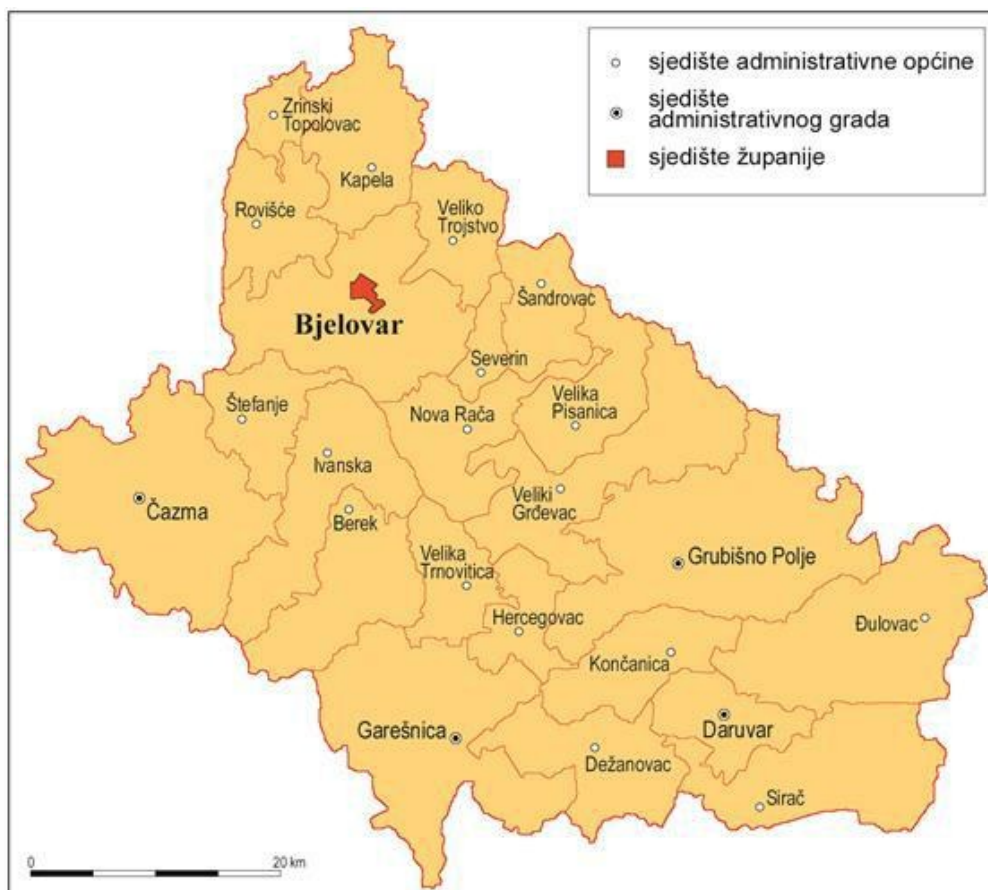 sjedište administrativne općine
sjedište
administrativnog grada
sjedište županije
Zrinski
Topolovac
Kapela
Rovišće
Veliko
Trojstvo
Šandrovac
Bjelovar
Severin
Štefanje
Nova Rača
Velika
Pisanica
Ivanska
Čazma
Berek
Veliki
Grđevac
Velika
Trnovitica
Grubišno Polje
Hercegovac
Đulovac
Končanica
Garešnica
Daruvar
Dežanovac
Sirač
0
20 km